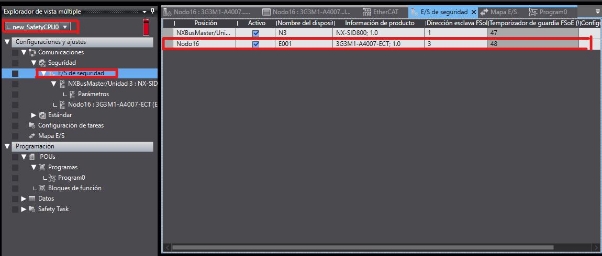 Explorador de vista múltiple
new_SafetyCPU0
Configuraciones y ajustes
Comunicaciones
Seguridad
E/S de seguridad
NXBusMaster/Unidad 3 : NX-SID
Parámetros
Nodo16 : 3G3M1-A4007-ECT (E
Estándar
Configuración de tareas
Mapa E/S
Programación
POUs
Programas
Program0
Bloques de función
Datos
Safety Task
Nodo16 : 3G3M1-A4007.... Nodo16 : 3G3M1-A4007...l... EtherCAT E/S de seguridad Mapa E/S Program0
Posición Activo Nombre del disposit Información de producto Dirección esclava FSoE Temporizador de guardia FSoE (Configu
NXBusMaster/Uni... N3 NX-SID800; 1.0 1 47
Nodo16 E001 3G3M1-A4007-ECT; 1.0 3 48